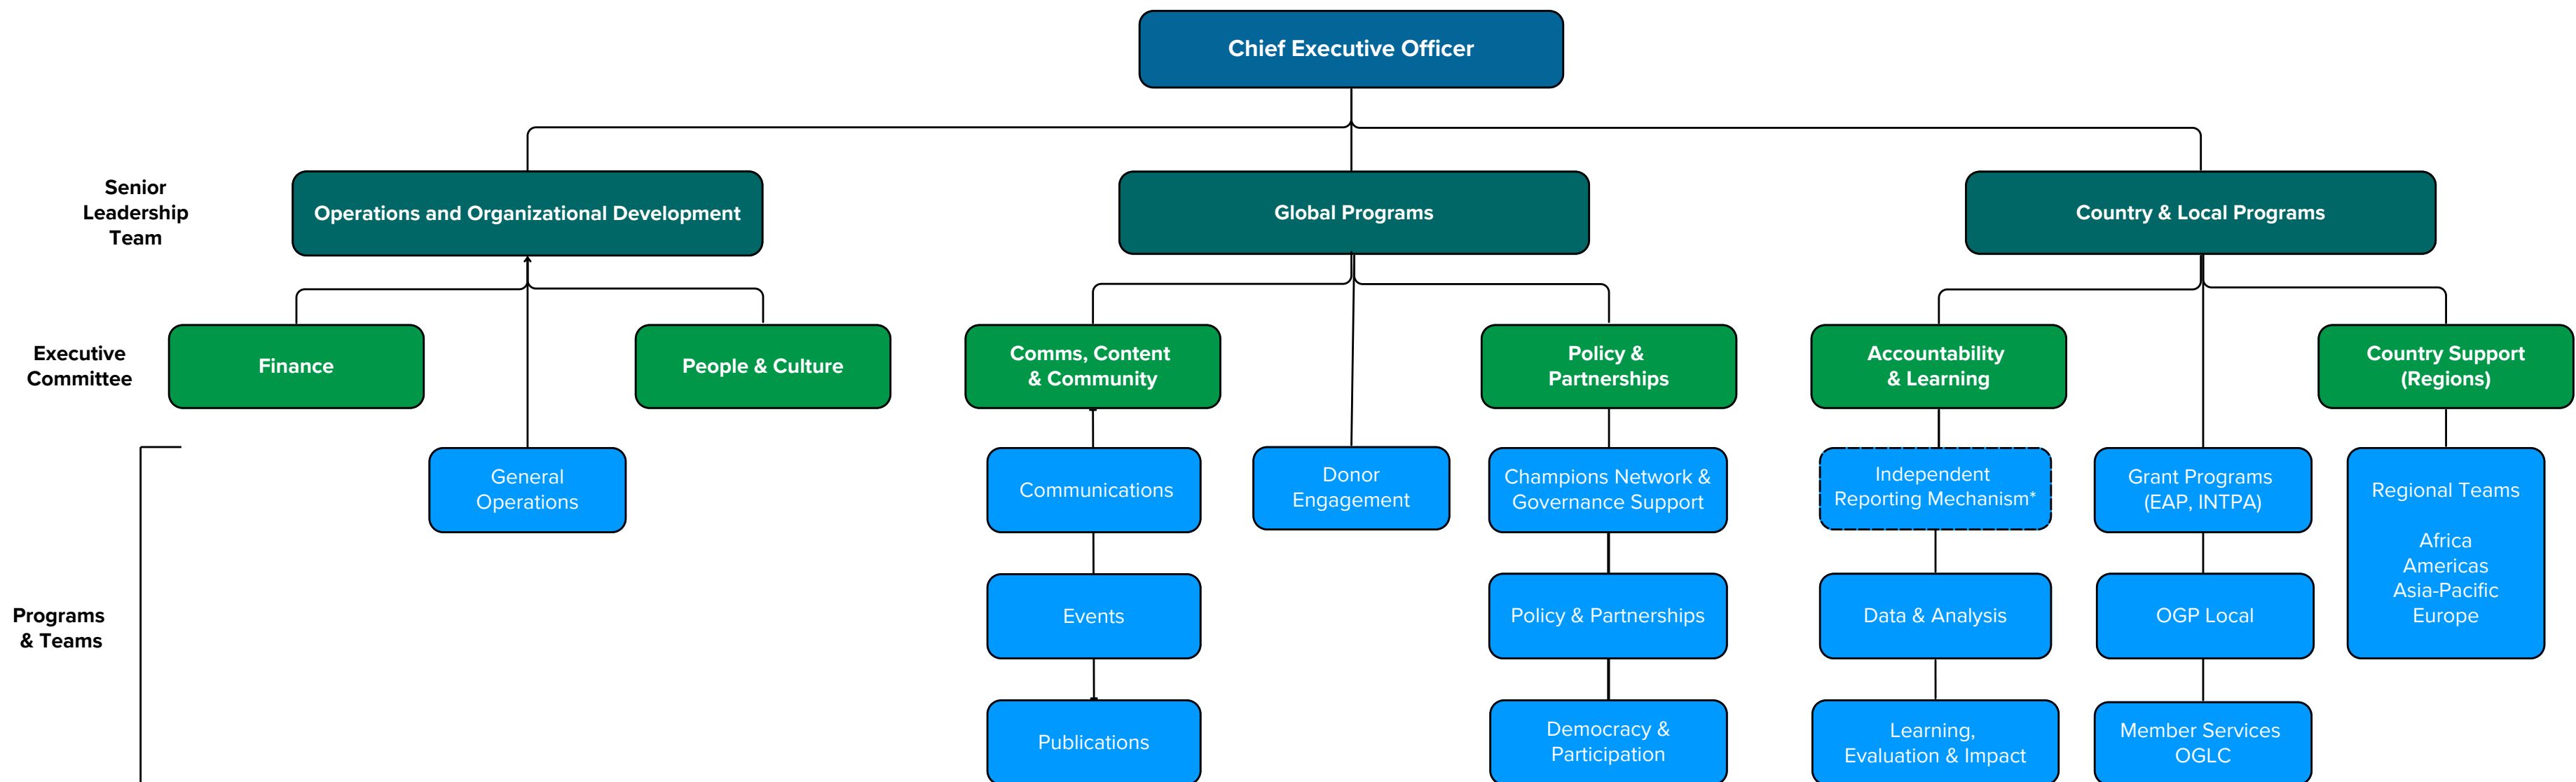 Chief Executive Officer
Senior
Leadership
Team
Operations and Organizational Development
Global Programs
Country & Local Programs
Executive
Committee
Finance
People & Culture
Comms, Content
& Community
Policy &
Partnerships
Accountability
& Learning
Country Support
(Regions)
Programs
& Teams
General
Operations
Communications
Donor
Engagement
Champions Network &
Governance Support
Independent
Reporting Mechanism*
Grant Programs
(EAP, INTPA)
Regional Teams
Africa
Americas
Asia-Pacific
Europe
Events
Policy & Partnerships
Data & Analysis
OGP Local
Publications
Democracy &
Participation
Learning,
Evaluation & Impact
Member Services
OGLC